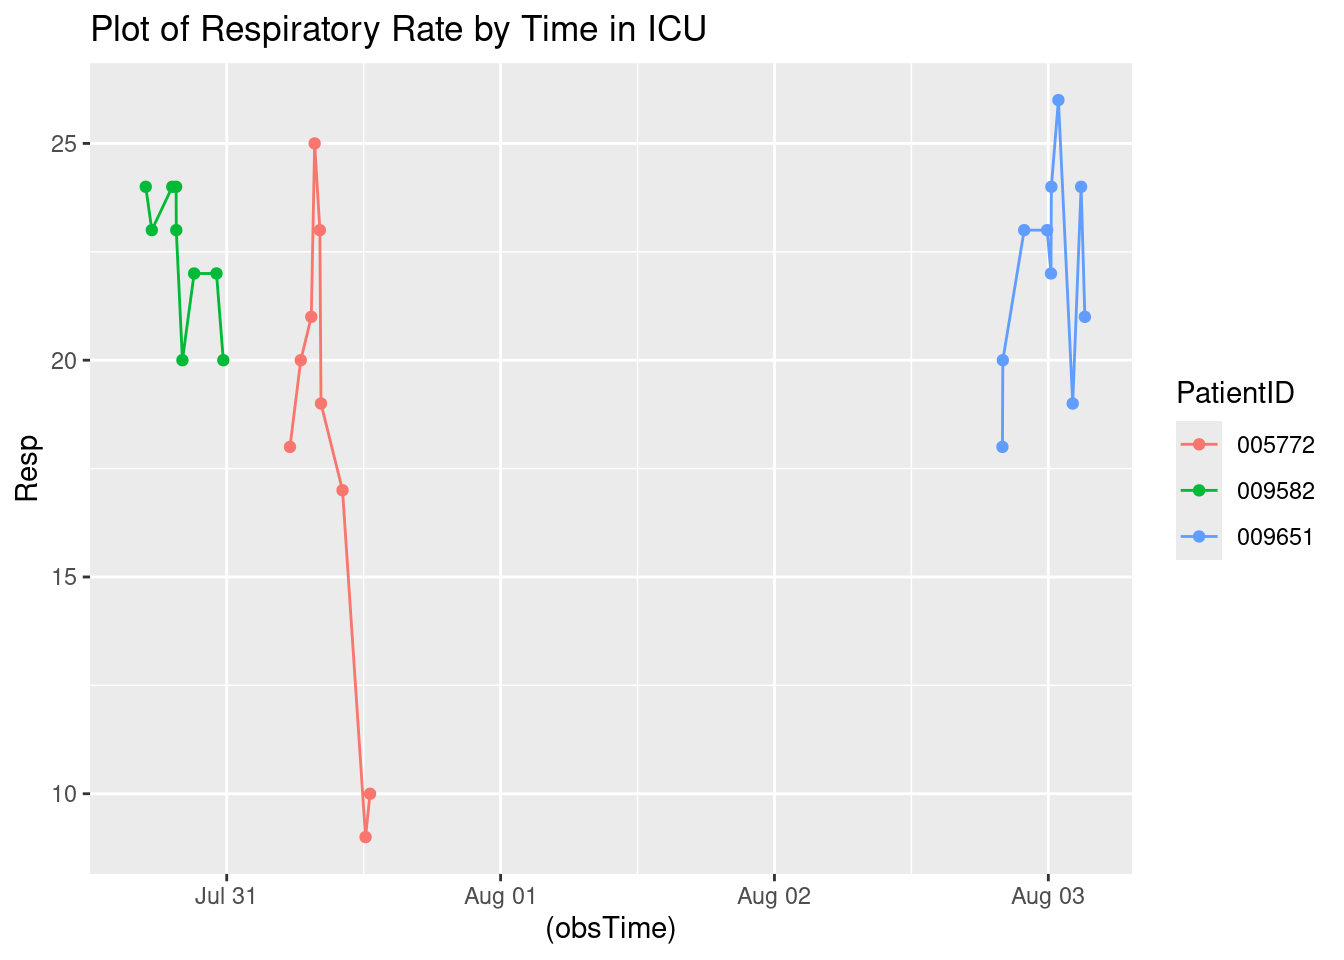 Plot of Respiratory Rate by Time in ICU
25
20
15
10
Resp
Jul 31 Aug 01 Aug 02 Aug 03
(obsTime)
PatientID
005772
009582
009651